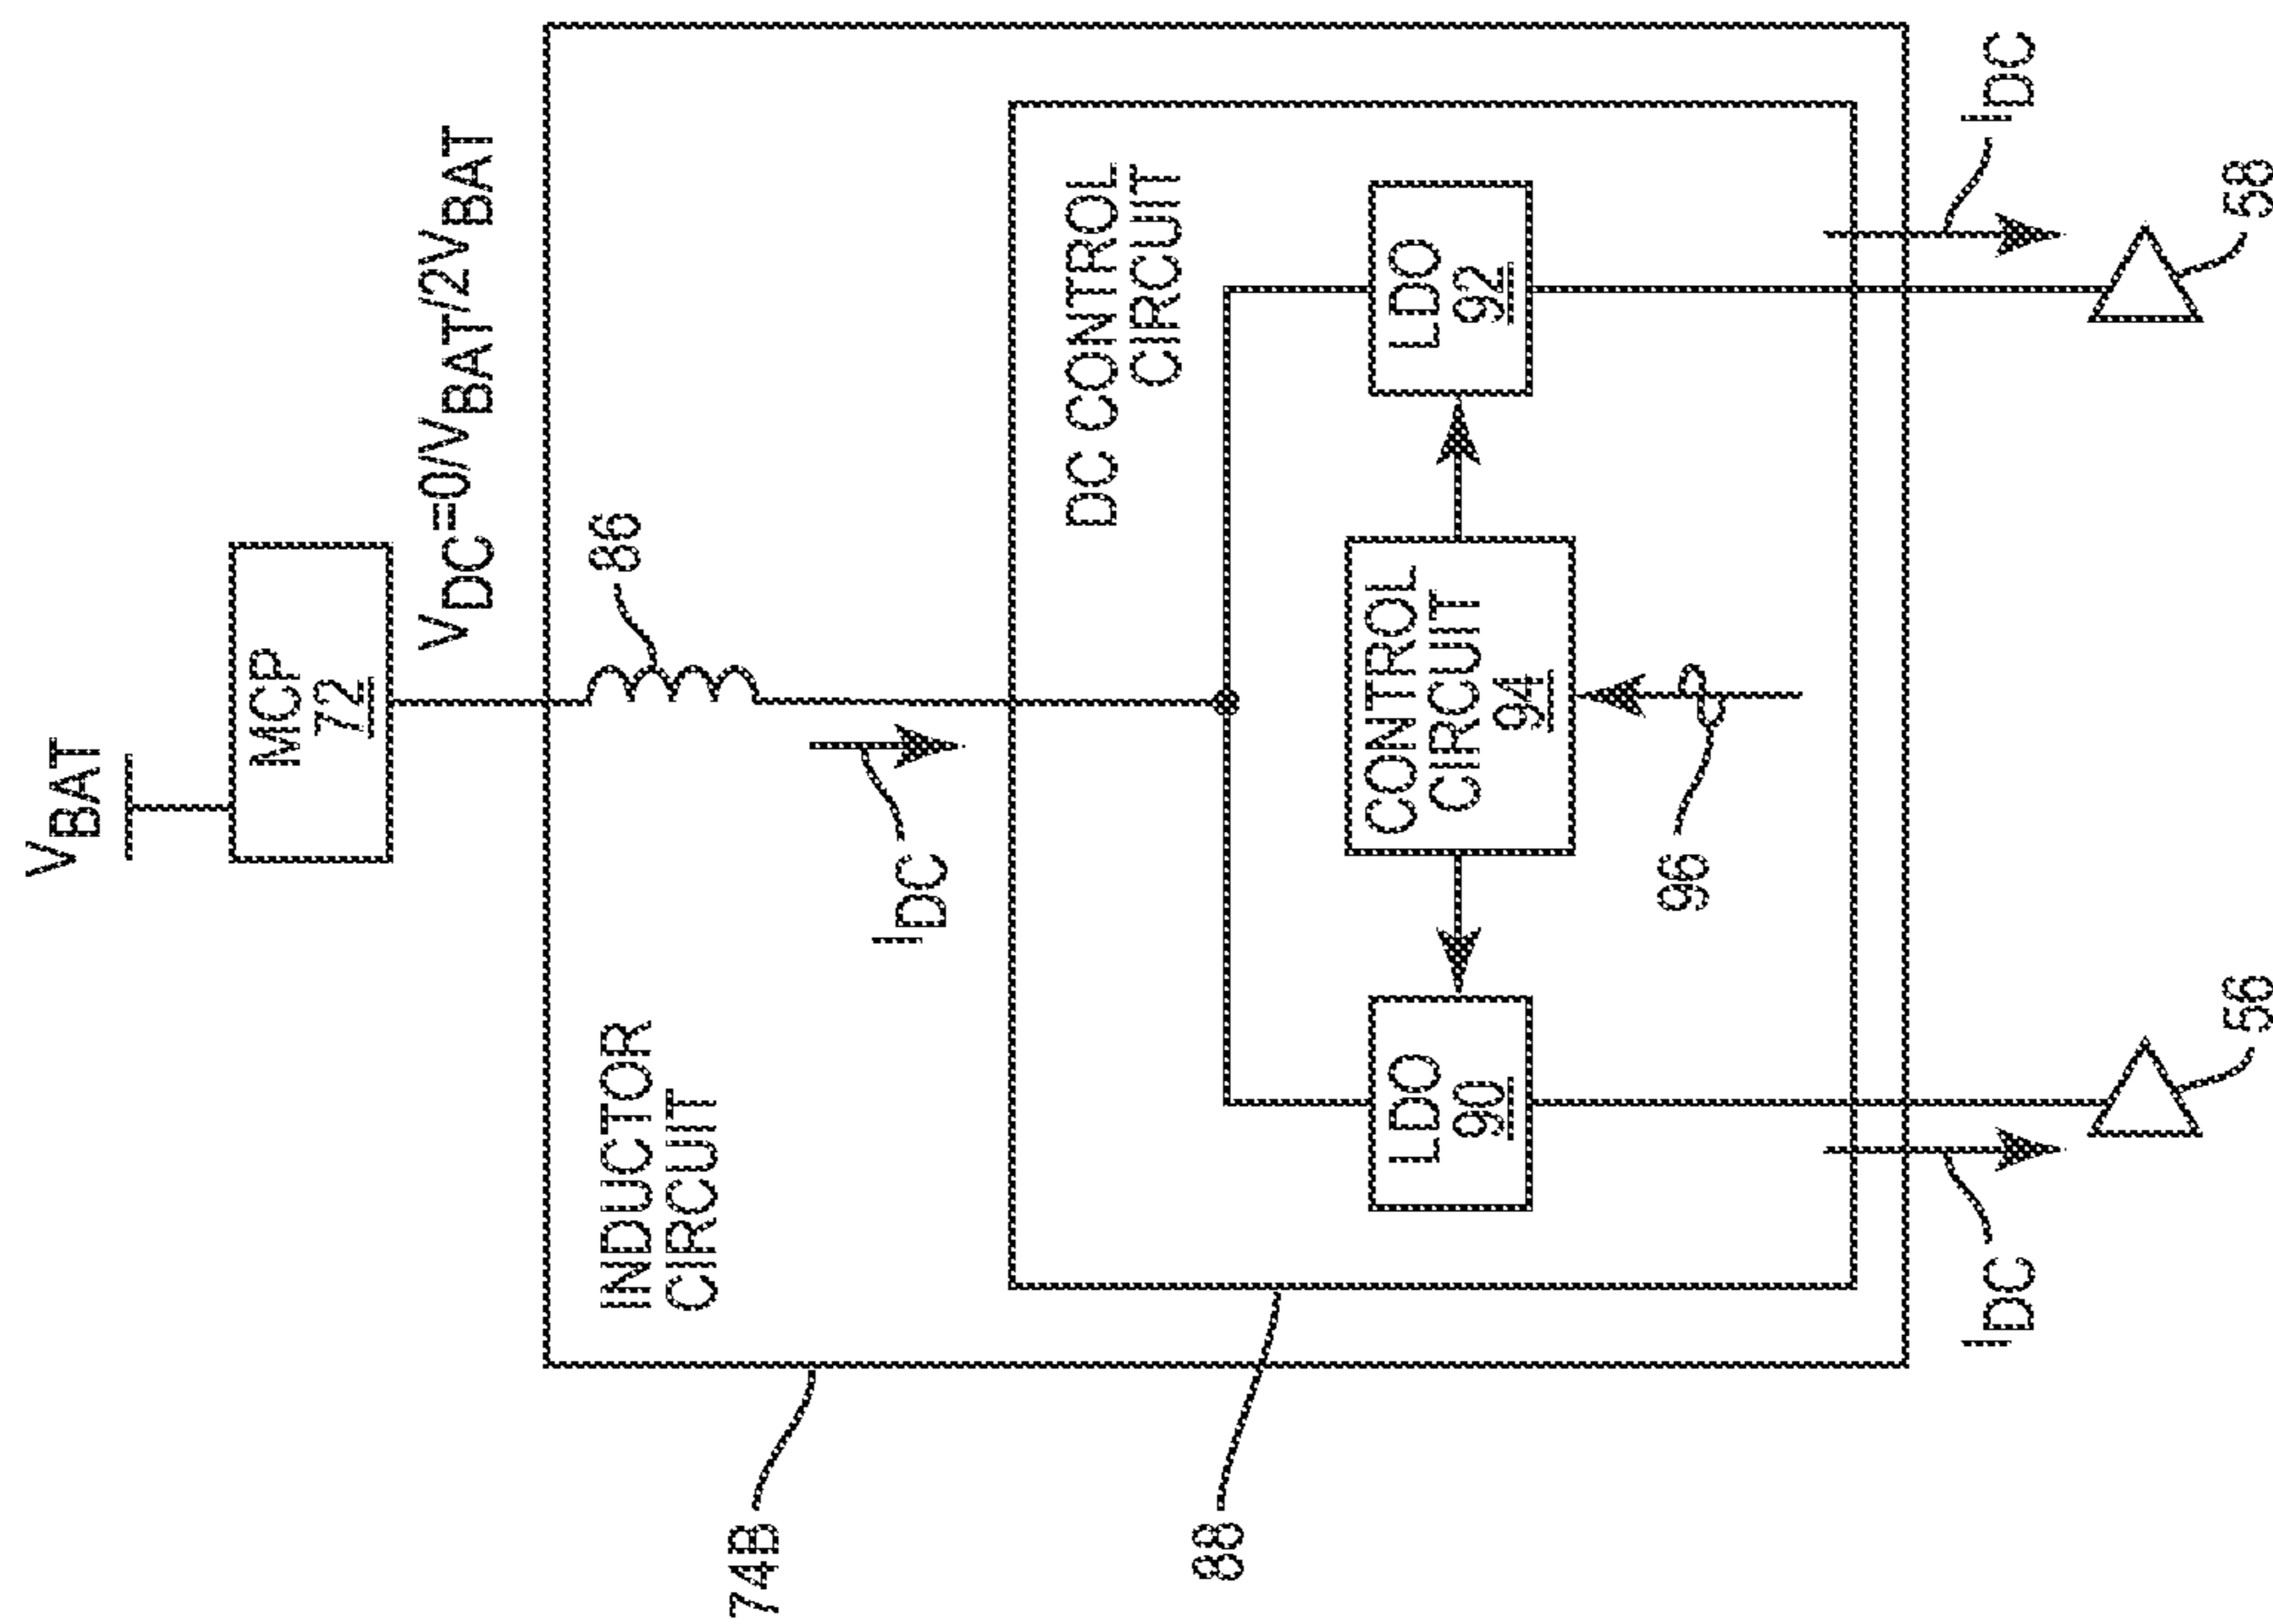 VBAT
MCP
72
VDC=0/VBAT/2VBAT
86
INDUCTOR
CIRCUIT
IDC
DC CONTROL
CIRCUIT
LDO
90
CONTROL
CIRCUIT
94
LDO
92
96
74B
88
IDC
IDC
56
58